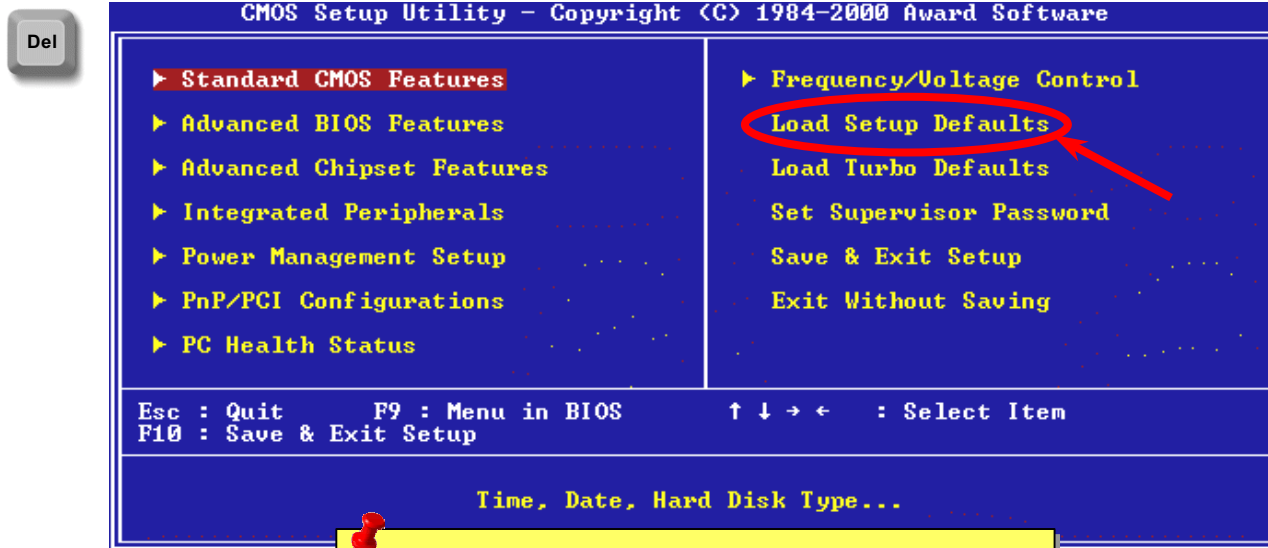 Del
CMOS Setup Utility – Copyright (C) 1984–2000 Award Software
Standard CMOS Features
Advanced BIOS Features
Advanced Chipset Features
Integrated Peripherals
Power Management Setup
PnP/PCI Configurations
PC Health Status
Frequency/Voltage Control
Load Setup Defaults
Load Turbo Defaults
Set Supervisor Password
Save & Exit Setup
Exit Without Saving
Esc : Quit F9 : Menu in BIOS ↑ ↓ → ← : Select Item
F10 : Save & Exit Setup
Time, Date, Hard Disk Type...